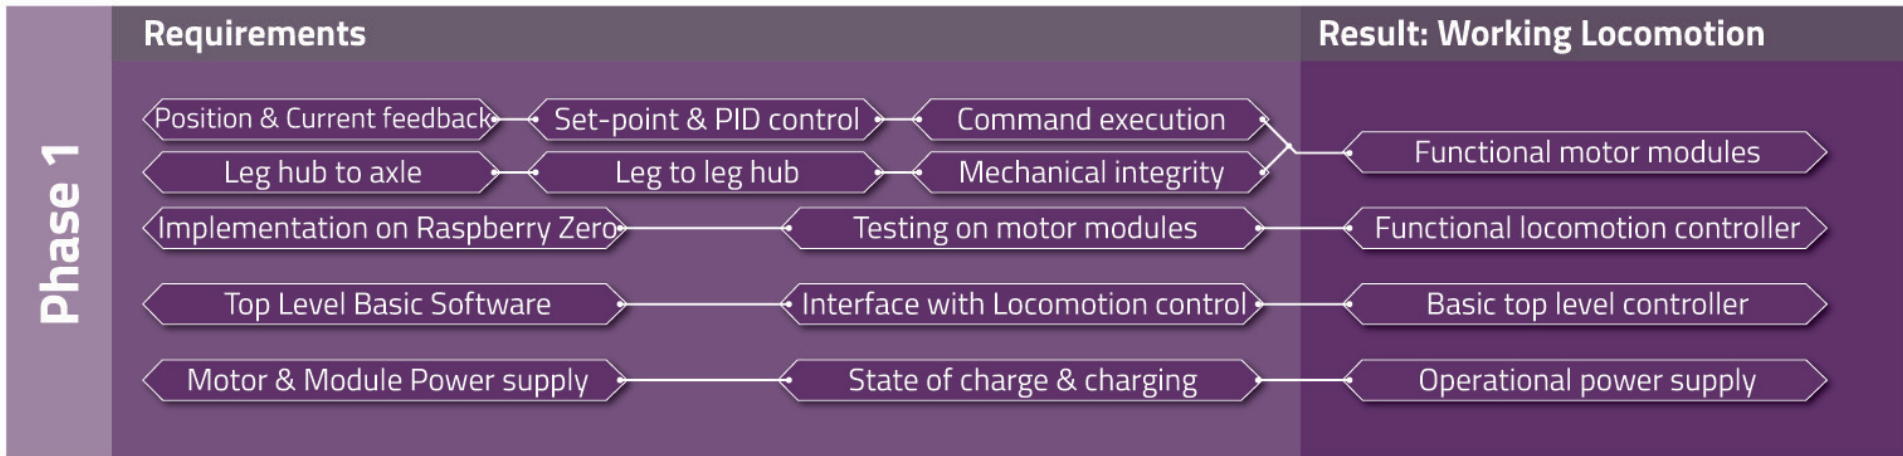 Phase 1
Requirements
Result: Working Locomotion
Position & Current feedback
Set-point & PID control
Command execution
Functional motor modules
Leg hub to axle
Leg to leg hub
Mechanical integrity
Implementation on Raspberry Zero
Testing on motor modules
Functional locomotion controller
Top Level Basic Software
Interface with Locomotion control
Basic top level controller
Motor & Module Power supply
State of charge & charging
Operational power supply